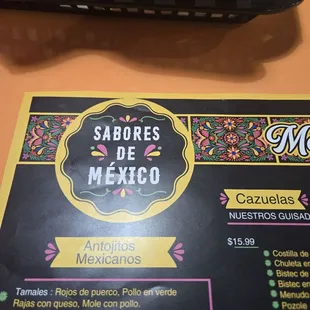 SABORES
DE
MÉXICO
Antojitos
Mexicanos
Tamales : Rojos de puerco, Pollo en verde
Rajas con queso, Mole con pollo.
Cazuelas
NUESTROS
$15.99
Costilla de
Chuleta en
Bistec de
Bistec en
Menudo
Pozole